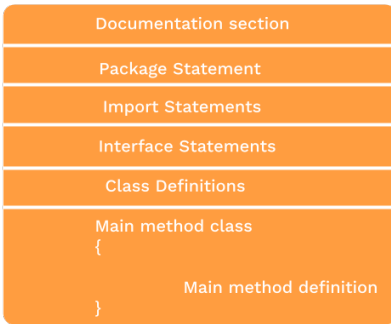 Documentation section
Package Statement
Import Statements
Interface Statements
Class Definitions
Main method class
{
Main method definition
}